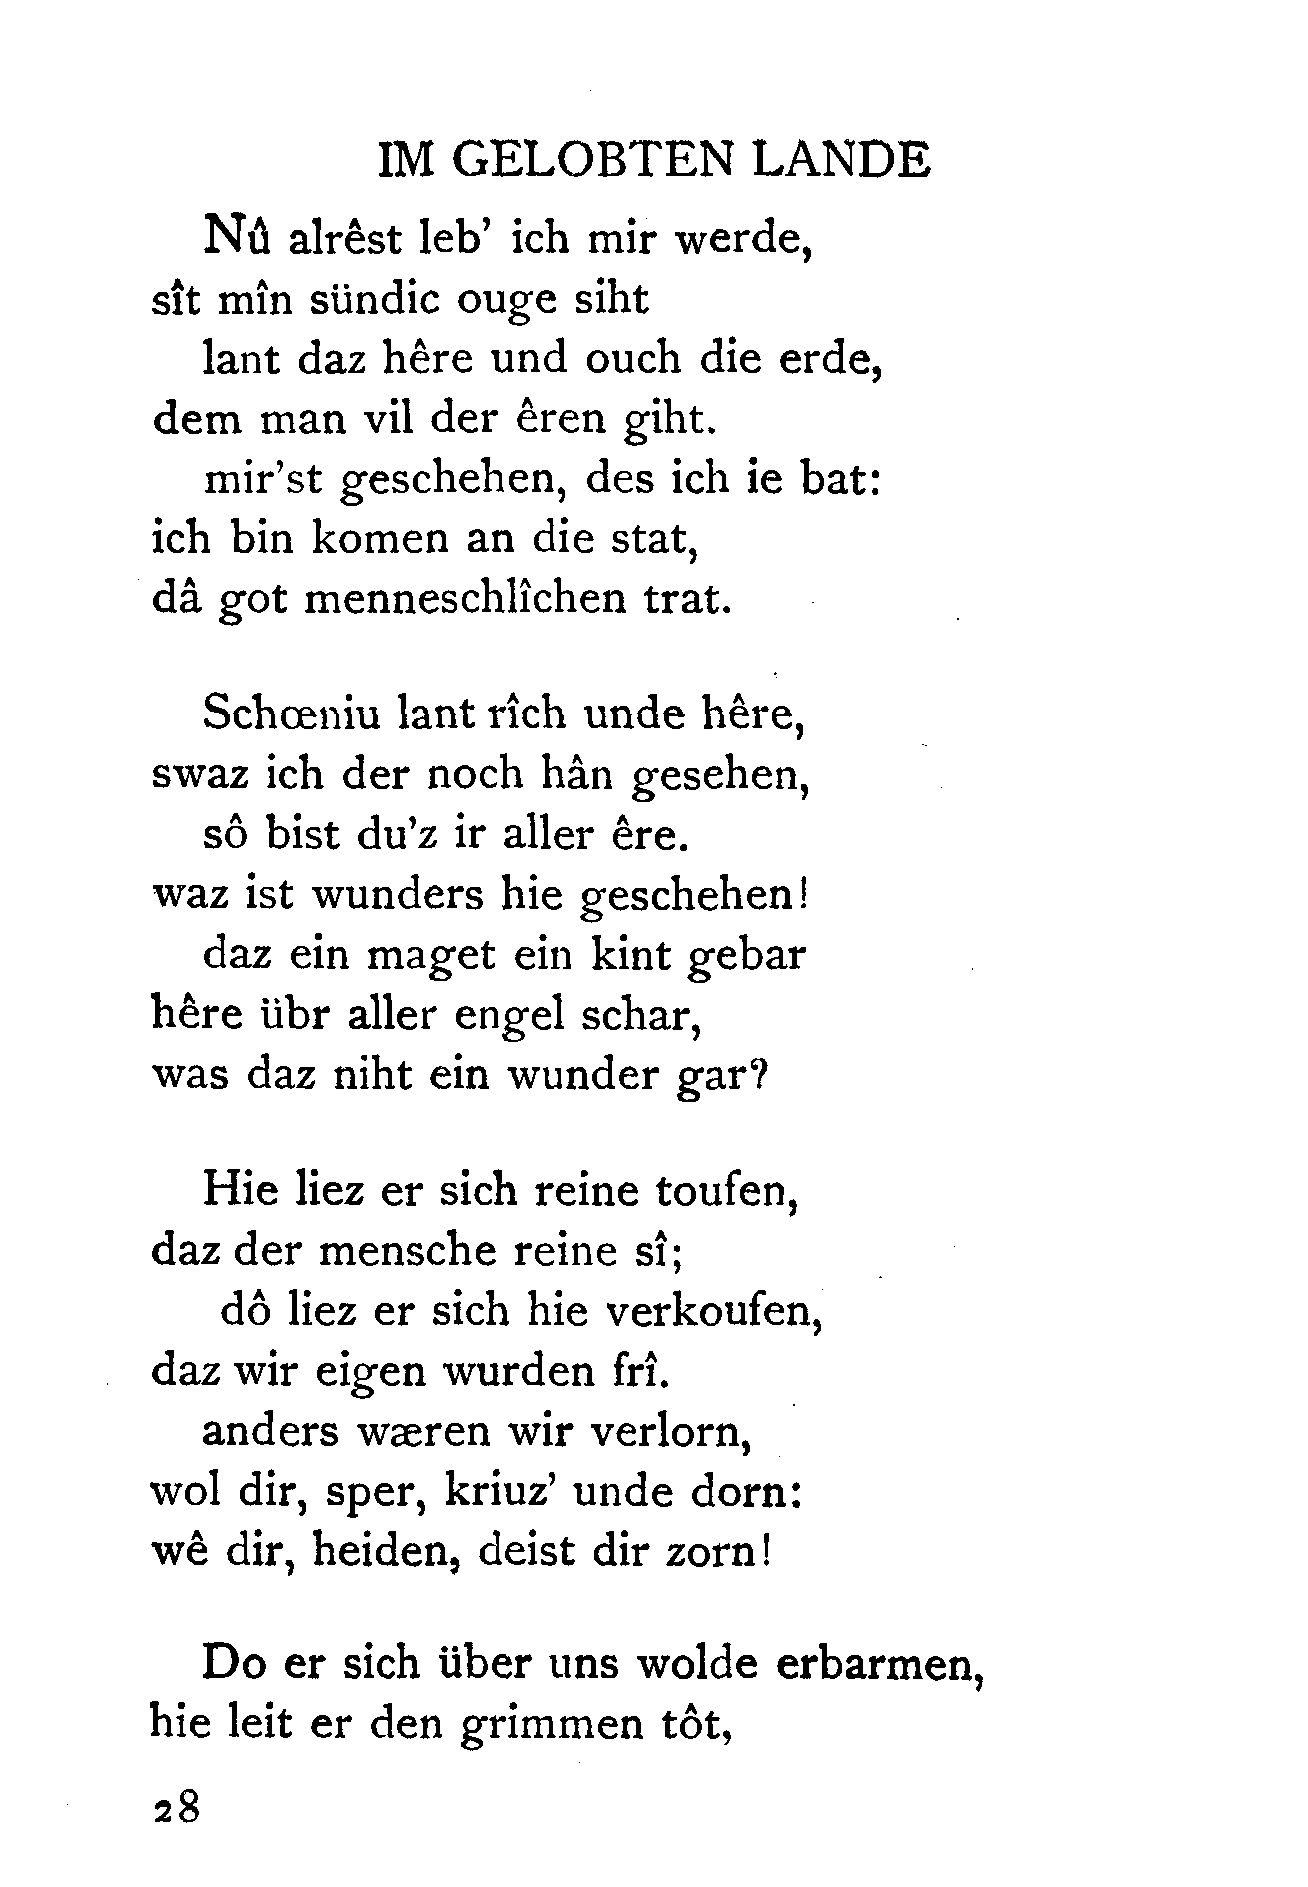 IM GELOBTEN LANDE
Nû alrêst leb’ ich mir werde,
sît mîn sündic ouge siht
lant daz hêre und ouch die erde,
dem man vil der êren giht.
mir’st geschehen, des ich ie bat:
ich bin komen an die stat,
dâ got menneschlîchen trat.
Schœniu lant rîch unde hêre,
swaz ich der noch hân gesehen,
sô bist du’z ir aller êre.
waz ist wunders hie geschehen!
daz ein maget ein kint gebar
hêre übr aller engel schar,
was daz niht ein wunder gar?
Hie liez er sich reine toufen,
daz der mensche reine sî;
dô liez er sich hie verkoufen,
daz wir eigen wurden frî.
anders wæren wir verlorn,
wol dir, sper, kriuz’ unde dorn:
wê dir, heiden, deist dir zorn!
Do er sich über uns wolde erbarmen,
hie leit er den grimmen tôt,
28